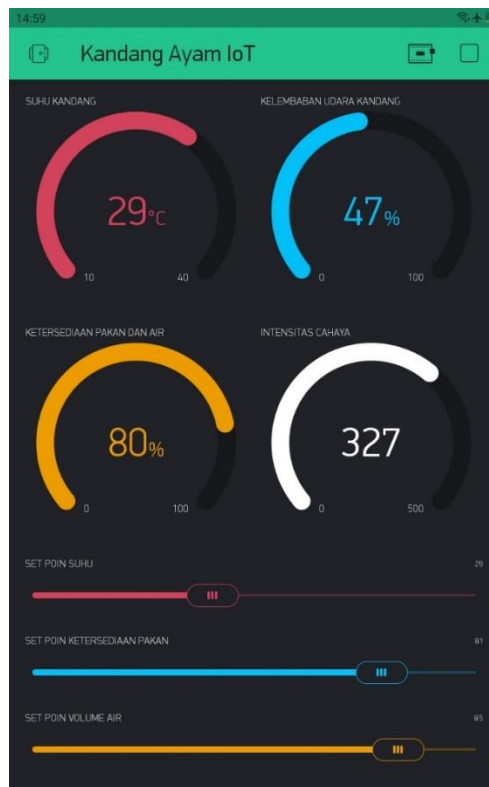 14:59
Kandang Ayam IoT
SUHU KANDANG
KELEMBABAN UDARA KANDANG
29°C
47%
10 40
0 100
KETERSEDIAAN PAKAN DAN AIR
INTENSITAS CAHAYA
80%
327
0 100
0 500
SET POIN SUHU 29
SET POIN KETERSEDIAAN PAKAN 81
SET POIN VOLUME AIR 85